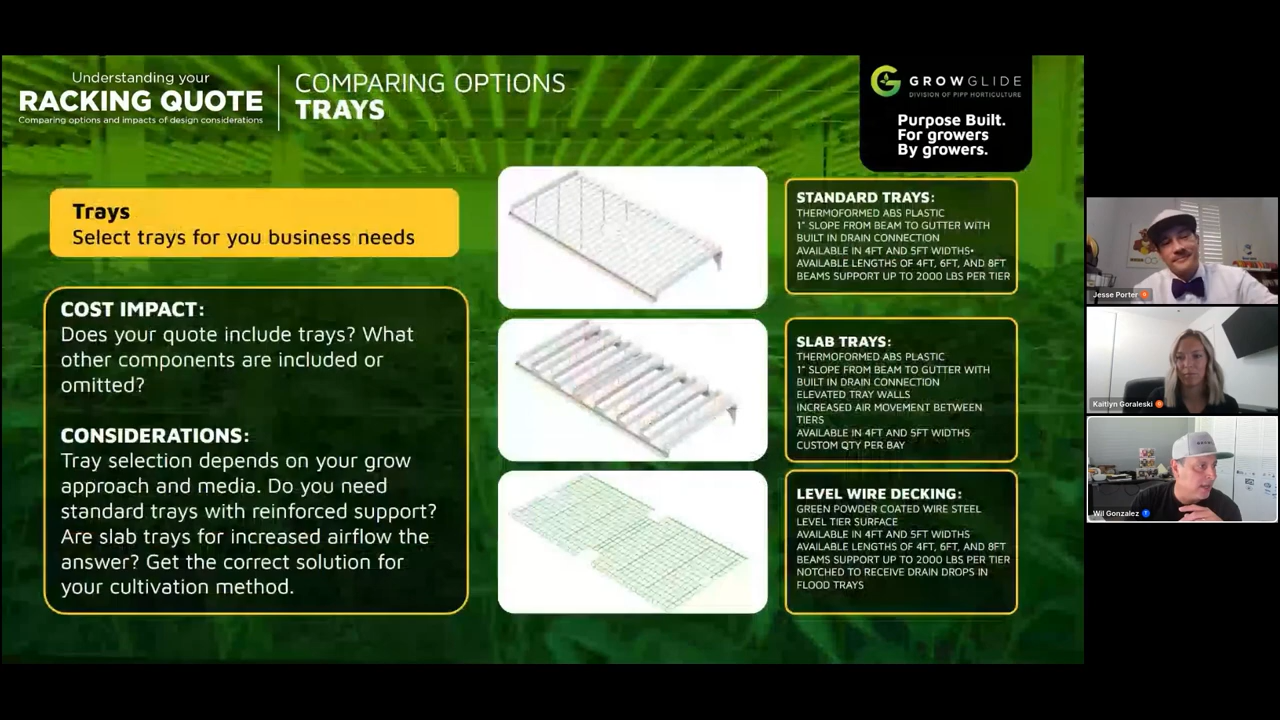 Understanding your
RACKING QUOTE
Comparing options and impacts of design considerations
COMPARING OPTIONS
TRAYS
GROWGLIDE
DIVISION OF PIPP HORTICULTURE
Purpose Built.
For growers
By growers.
Trays
Select trays for you business needs
COST IMPACT:
Does your quote include trays? What
other components are included or
omitted?
CONSIDERATIONS:
Tray selection depends on your grow
approach and media. Do you need
standard trays with reinforced support?
Are slab trays for increased airflow the
answer? Get the correct solution for
your cultivation method.
STANDARD TRAYS:
THERMOFORMED ABS PLASTIC
1" SLOPE FROM BEAM TO GUTTER WITH
BUILT IN DRAIN CONNECTION
AVAILABLE IN 4FT AND 5FT WIDTHS*
AVAILABLE LENGTHS OF 4FT, 6FT, AND 8FT
BEAMS SUPPORT UP TO 2000 LBS PER TIER
SLAB TRAYS:
THERMOFORMED ABS PLASTIC
1" SLOPE FROM BEAM TO GUTTER WITH
BUILT IN DRAIN CONNECTION
ELEVATED TRAY WALLS
INCREASED AIR MOVEMENT BETWEEN
TIERS
AVAILABLE IN 4FT AND 5FT WIDTHS
CUSTOM QTY PER BAY
LEVEL WIRE DECKING:
GREEN POWDER COATED WIRE STEEL
LEVEL TIER SURFACE
AVAILABLE IN 4FT AND 5FT WIDTHS
AVAILABLE LENGTHS OF 4FT, 6FT, AND 8FT
BEAMS SUPPORT UP TO 2000 LBS PER TIER
NOTCHED TO RECEIVE DRAIN DROPS IN
FLOOD TRAYS
Jesse Porter
Kaitlyn Goraleski
Wil Gonzalez